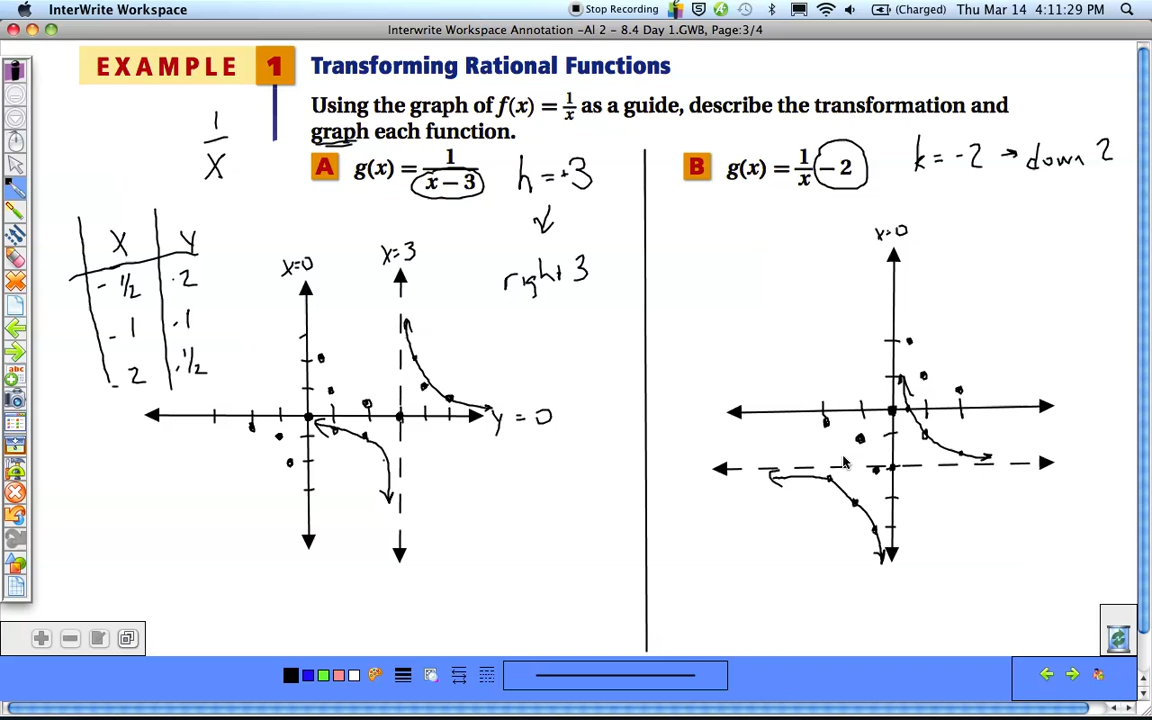 InterWrite Workspace
Stop Recording
(Charged)
Thu Mar 14 4:11:29 PM
Interwrite Workspace Annotation -Al 2 - 8.4 Day 1.GWB, Page:3/4
EXAMPLE 1 Transforming Rational Functions
Using the graph of f(x) = 1/x as a guide, describe the transformation and
graph each function.
1/x
A g(x) = 1/(x − 3)
h = +3
right 3
B g(x) = 1/x − 2
k = -2 → down 2
X Y
- 1/2 · 2
- 1 · 1
- 2 · 1/2
x=0
x=3
y = 0
x=0
abc